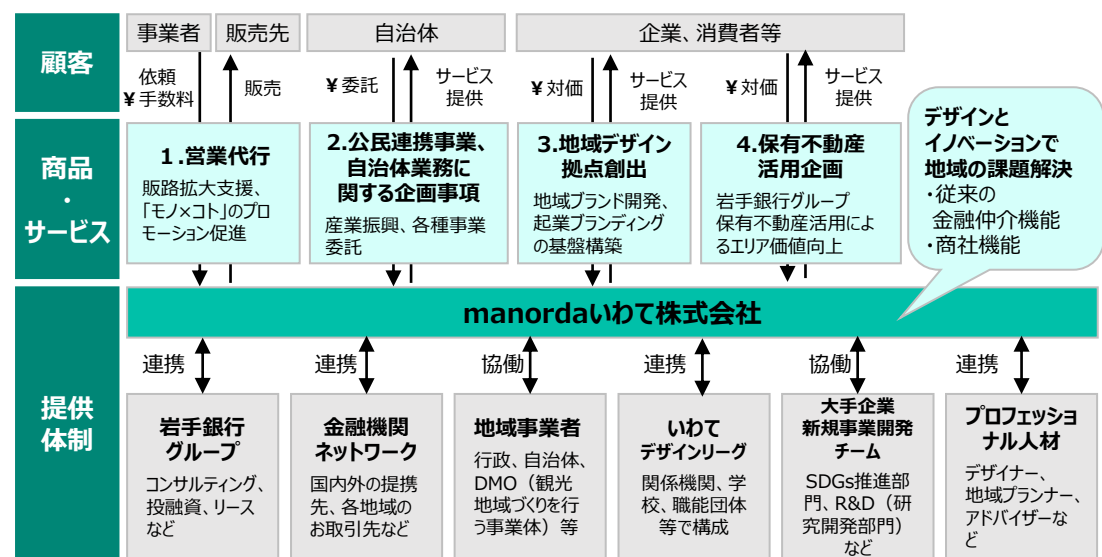 顧客
事業者
販売先
自治体
企業、消費者等
依頼
¥手数料
販売
¥委託
サービス
提供
¥対価
サービス
提供
¥対価
サービス
提供
商品
・
サービス
1.営業代行
販路拡大支援、
「モノ×コト」のプロ
モーション促進
2.公民連携事業、
自治体業務に
関する企画事項
産業振興、各種事業
委託
3.地域デザイン
拠点創出
地域ブランド開発、
起業ブランディング
の基盤構築
4.保有不動産
活用企画
岩手銀行グループ
保有不動産活用によ
るエリア価値向上
デザインと
イノベーションで
地域の課題解決
・従来の
金融仲介機能
・商社機能
提供
体制
manordaいわて株式会社
連携
連携
協働
連携
協働
連携
岩手銀行
グループ
コンサルティング、
投融資、リース
など
金融機関
ネットワーク
国内外の提携
先、各地域の
お取引先など
地域事業者
行政、自治体、
DMO（観光
地域づくりを行
う事業体）等
いわて
デザインリーグ
関係機関、学
校、職能団体
等で構成
大手企業
新規事業開発
チーム
SDGs推進部
門、R&D（研
究開発部門）
など
プロフェッショ
ナル人材
デザイナー、
地域プランナー、
アドバイザーな
ど